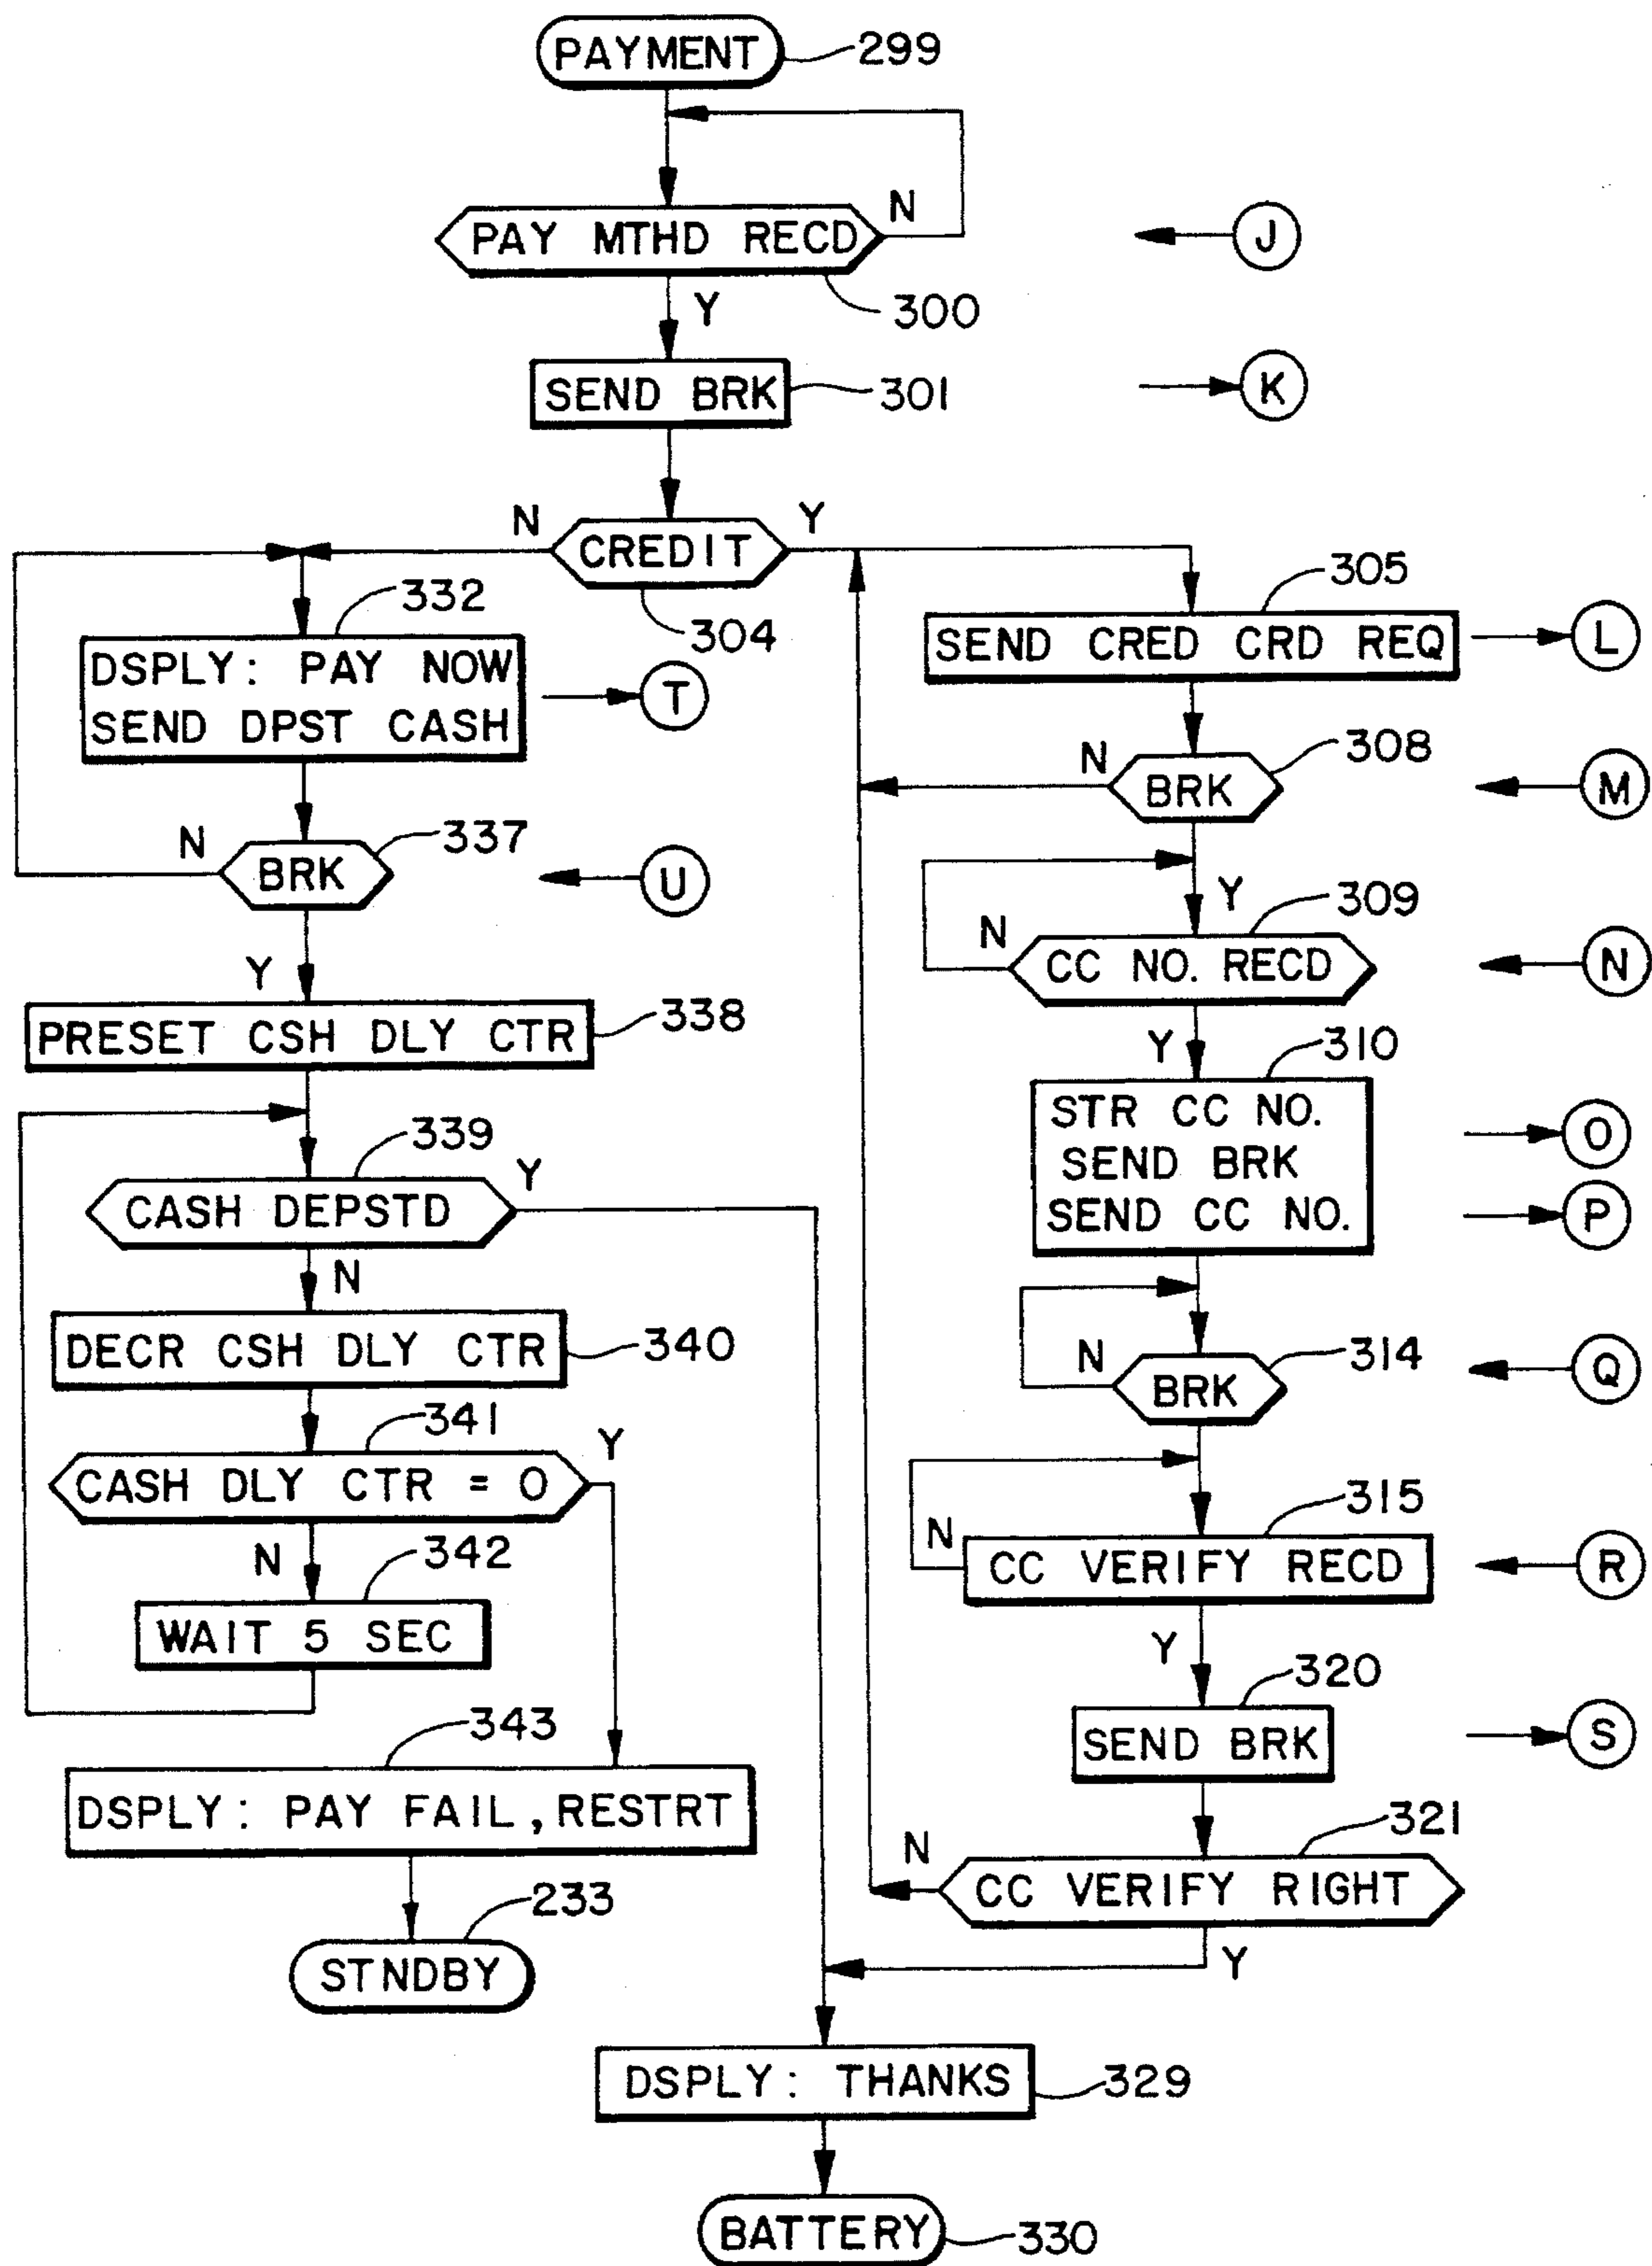 PAYMENT 299
PAY MTHD RECD N J
300
Y
SEND BRK 301 K
N CREDIT Y
304
332
DSPLY: PAY NOW
SEND DPST CASH
T
305
SEND CRED CRD REQ L
N BRK 308 M
N BRK 337 U
Y
Y
N CC NO. RECD 309 N
PRESET CSH DLY CTR 338
Y
310
STR CC NO.
SEND BRK
SEND CC NO.
O
P
339
CASH DEPSTD Y
N
DECR CSH DLY CTR 340
N BRK 314 Q
341
CASH DLY CTR = 0 Y
N
342
WAIT 5 SEC
315
N CC VERIFY RECD R
Y
320
SEND BRK S
343
DSPLY: PAY FAIL, RESTRT
233
STNDBY
321
N CC VERIFY RIGHT
Y
DSPLY: THANKS 329
BATTERY 330